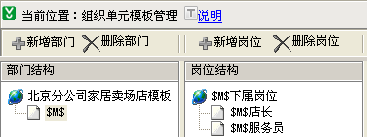 当前位置：组织单元模板管理 说明
新增部门 删除部门 新增岗位 删除岗位
部门结构 岗位结构
北京分公司家居卖场店模板 $M$下属岗位
$M$ $M$店长
$M$服务员